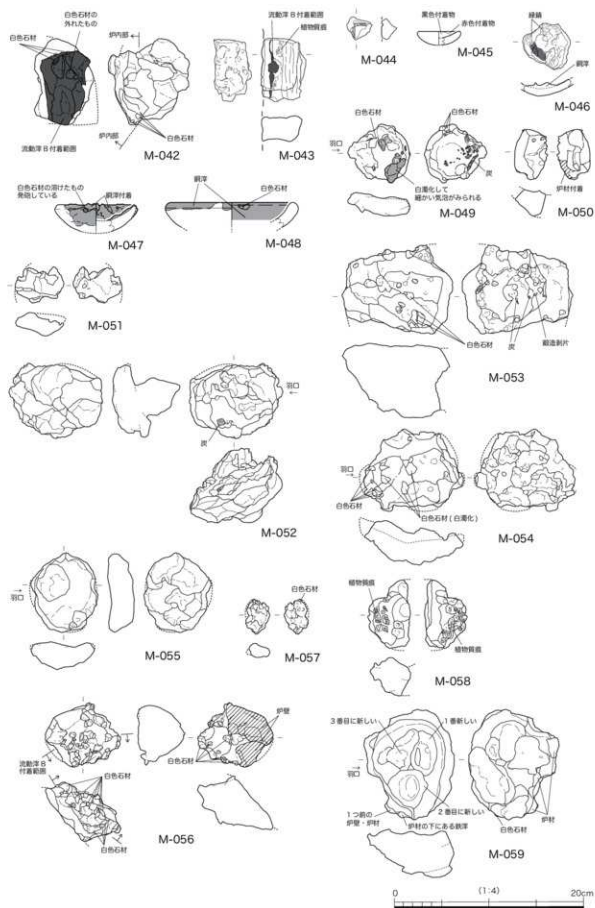 白色石材の
外れたもの
白色石材
炉内部
炉内部
白色石材
流動滓B付着範囲
M-042
流動滓B付着範囲
植物質痕
M-043
M-044
黒色付着物
赤色付着物
M-045
緑錆
銅滓
M-046
白色石材の溶けたもの
発砲している
銅滓付着
M-047
銅滓
白色石材
M-048
白色石材
羽口
炭
白濁化して
細かい気泡がみられる
M-049
炉材付着
M-050
M-051
羽口
炭
M-052
白色石材
炭
鍛造剥片
M-053
羽口
白色石材
白色石材(白濁化)
M-054
羽口
M-055
白色石材
M-057
植物質痕
植物質痕
M-058
炉壁
流動滓B
付着範囲
白色石材
白色石材
白色石材
M-056
3番目に新しい
1番新しい
羽口
2番目に新しい
1つ前の
炉壁・炉材
炉材の下にある鉄滓
白色石材
炉材
M-059
0
(1:4)
20cm